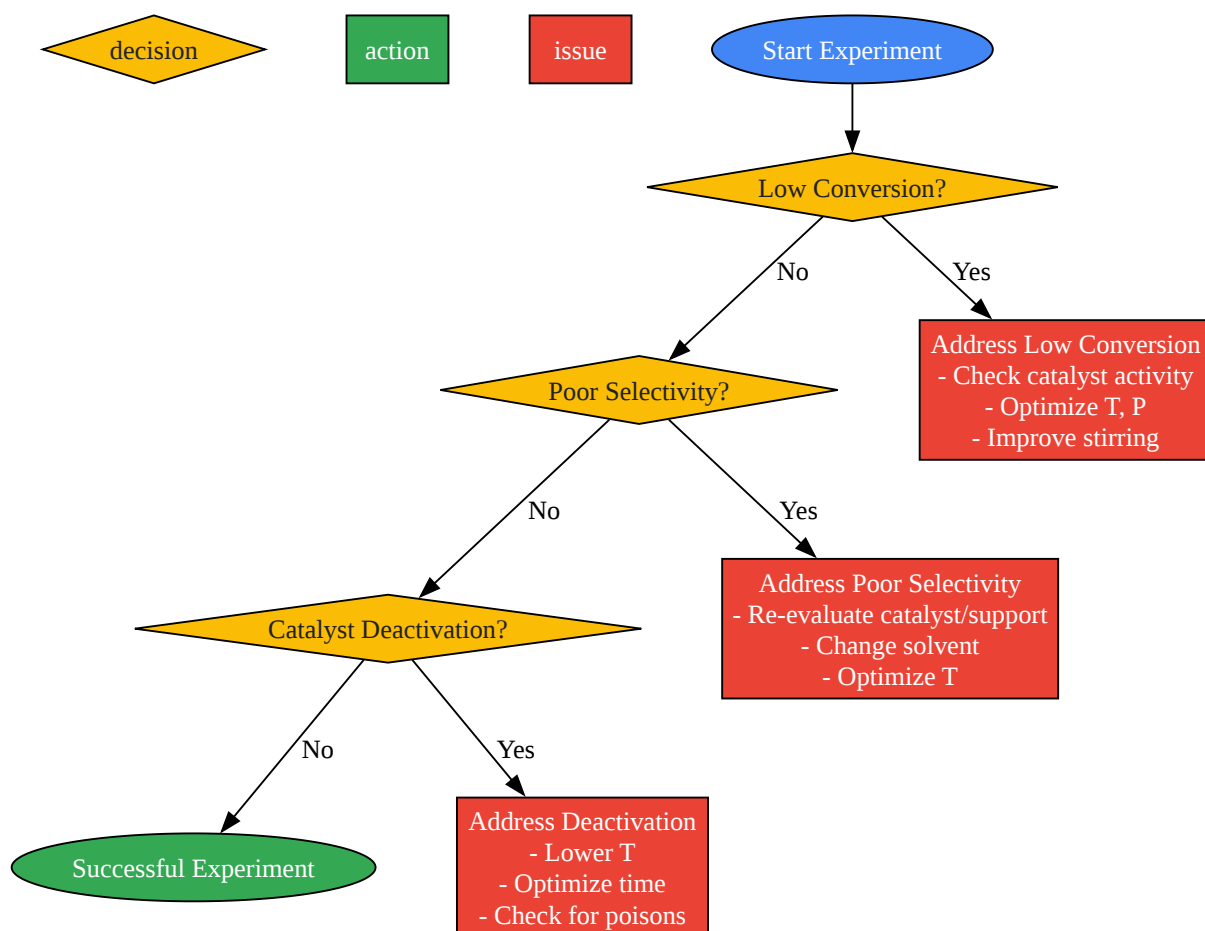 decision
action
issue
Start Experiment
Low Conversion?
No
Yes
Address Low Conversion
- Check catalyst activity
- Optimize T, P
- Improve stirring
Poor Selectivity?
No
Yes
Address Poor Selectivity
- Re-evaluate catalyst/support
- Change solvent
- Optimize T
Catalyst Deactivation?
No
Yes
Successful Experiment
Address Deactivation
- Lower T
- Optimize time
- Check for poisons